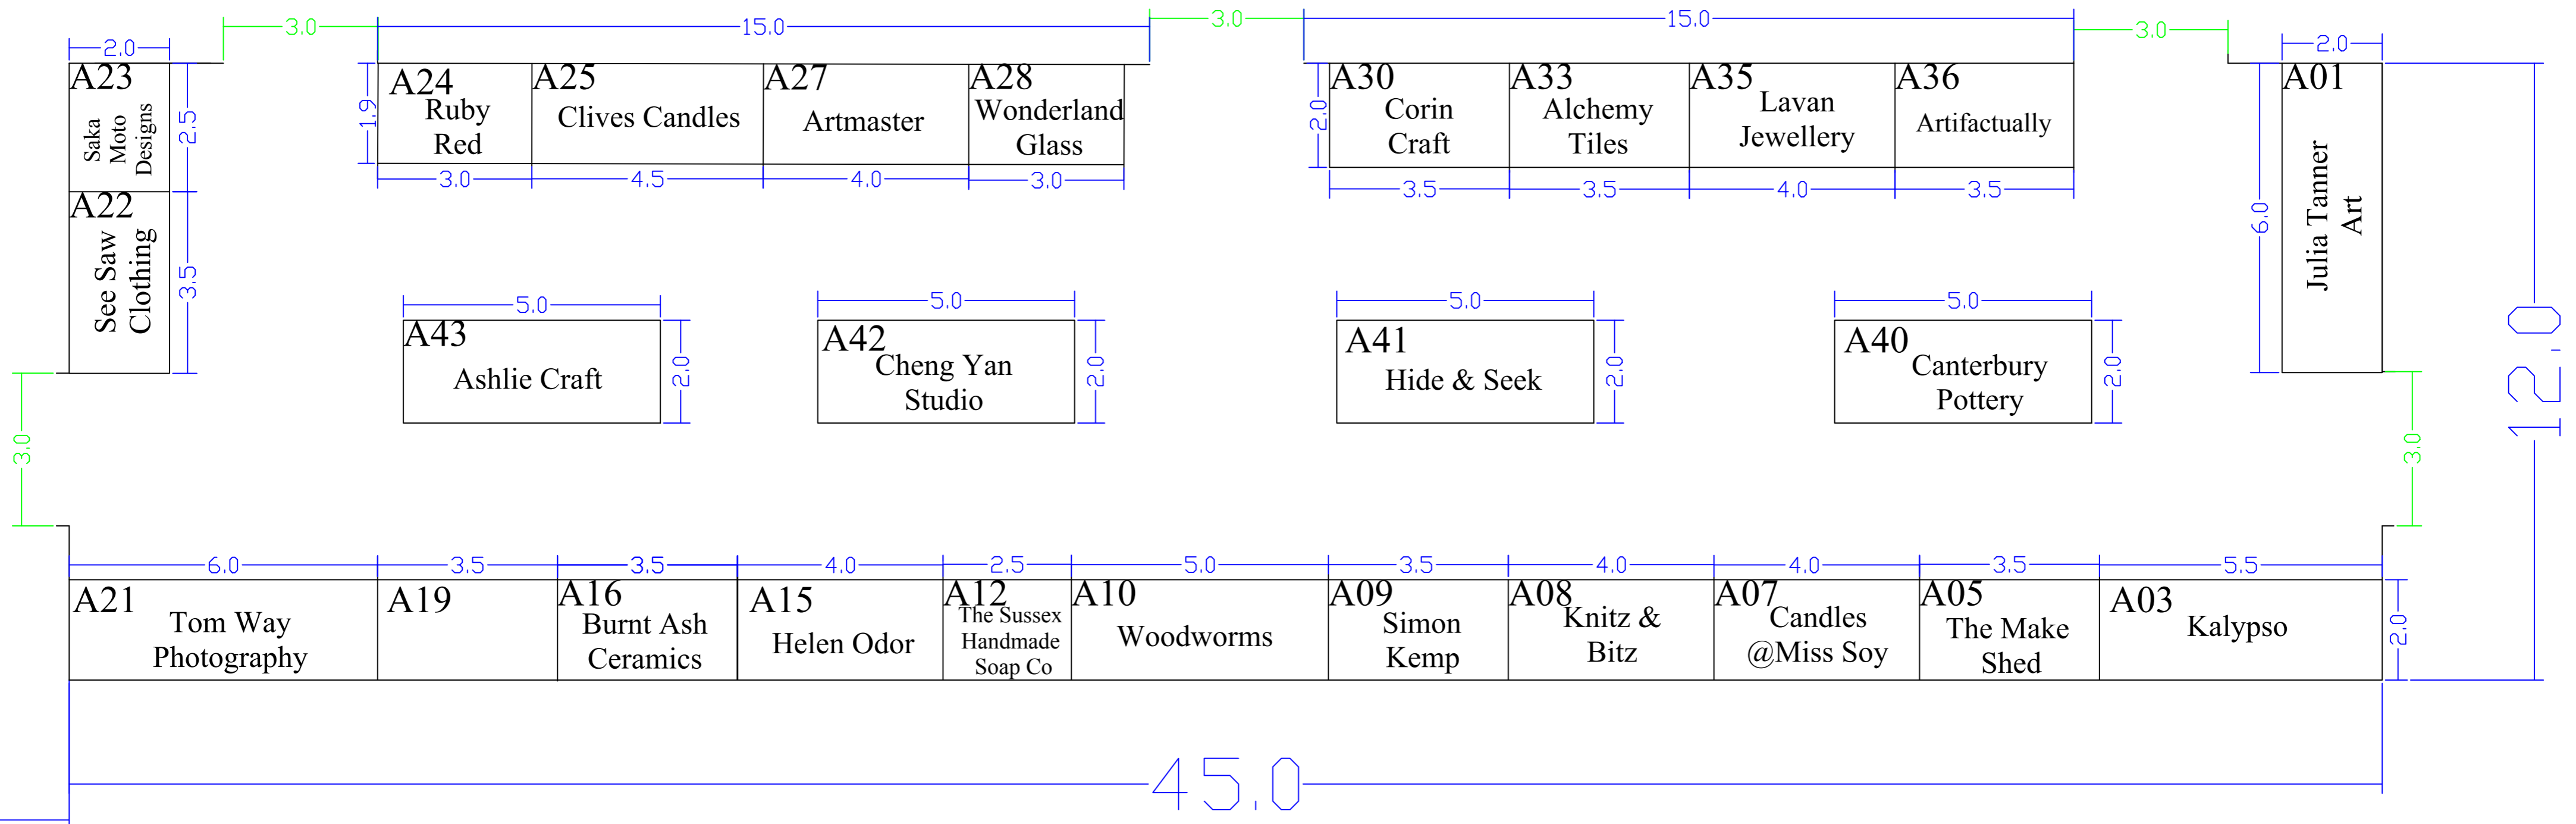 3.0
15.0
3.0
15.0
3.0
2.0
2.0
A23
Saka
Moto
Designs
2.5
A22
See Saw
Clothing
3.5
1.9
A24
Ruby
Red
A25
Clives Candles
A27
Artmaster
A28
Wonderland
Glass
3.0
4.5
4.0
3.0
2.0
A30
Corin
Craft
A33
Alchemy
Tiles
A35
Lavan
Jewellery
A36
Artifactually
3.5
3.5
4.0
3.5
A01
Julia Tanner
Art
6.0
12.0
5.0
A43
Ashlie Craft
2.0
5.0
A42
Cheng Yan
Studio
2.0
5.0
A41
Hide & Seek
2.0
5.0
A40
Canterbury
Pottery
2.0
3.0
3.0
6.0
3.5
3.5
4.0
2.5
5.0
3.5
4.0
4.0
3.5
5.5
A21
Tom Way
Photography
A19
A16
Burnt Ash
Ceramics
A15
Helen Odor
A12
The Sussex
Handmade
Soap Co
A10
Woodworms
A09
Simon
Kemp
A08
Knitz &
Bitz
A07
Candles
@Miss Soy
A05
The Make
Shed
A03
Kalypso
2.0
45.0